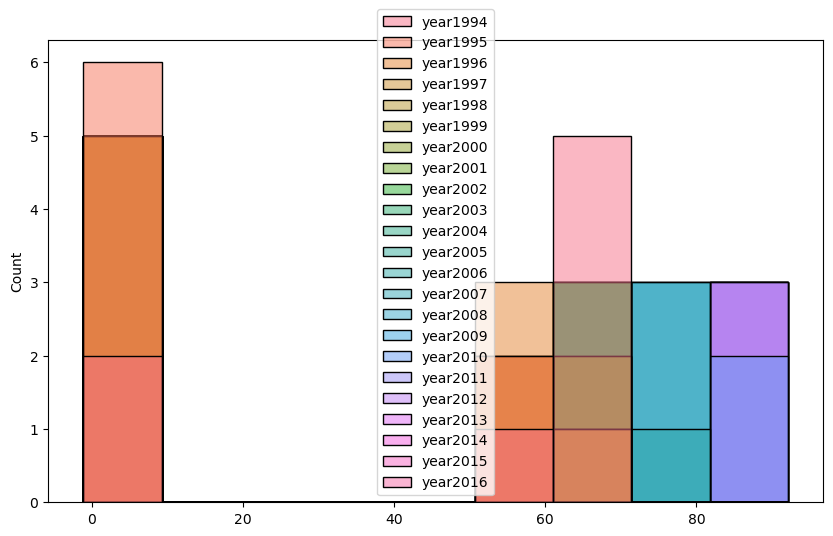 year1994
year1995
year1996
year1997
year1998
year1999
year2000
year2001
year2002
year2003
year2004
year2005
year2006
year2007
year2008
year2009
year2010
year2011
year2012
year2013
year2014
year2015
year2016
6
5
4
3
2
1
0
Count
0 20 40 60 80